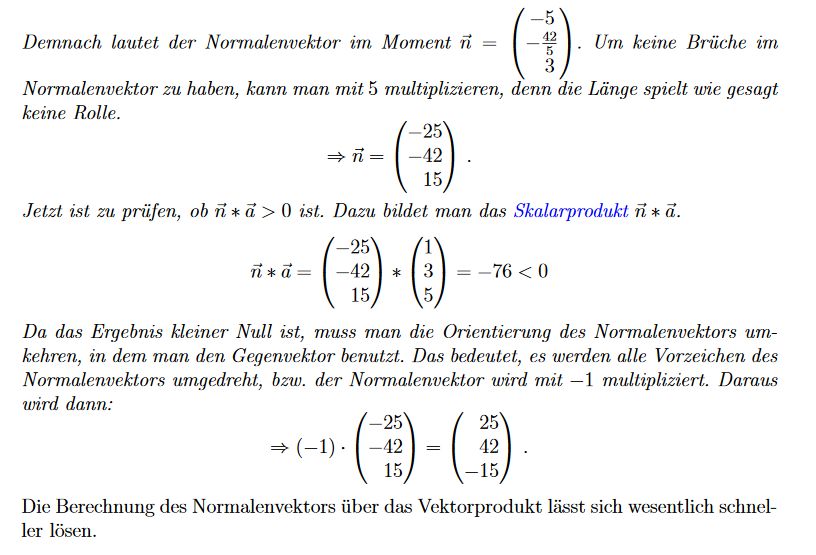 Demnach lautet der Normalenvektor im Moment $\vec{n} = \begin{pmatrix} -5 \\ -\frac{42}{5} \\ 3 \end{pmatrix}$. Um keine Brüche im
Normalenvektor zu haben, kann man mit 5 multiplizieren, denn die Länge spielt wie gesagt
keine Rolle.
$\Rightarrow \vec{n} = \begin{pmatrix} -25 \\ -42 \\ 15 \end{pmatrix}$ .
Jetzt ist zu prüfen, ob $\vec{n} * \vec{a} > 0$ ist. Dazu bildet man das Skalarprodukt $\vec{n} * \vec{a}$.
$\vec{n} * \vec{a} = \begin{pmatrix} -25 \\ -42 \\ 15 \end{pmatrix} * \begin{pmatrix} 1 \\ 3 \\ 5 \end{pmatrix} = -76 < 0$
Da das Ergebnis kleiner Null ist, muss man die Orientierung des Normalenvektors um-
kehren, in dem man den Gegenvektor benutzt. Das bedeutet, es werden alle Vorzeichen des
Normalenvektors umgedreht, bzw. der Normalenvektor wird mit −1 multipliziert. Daraus
wird dann:
$\Rightarrow (-1) \cdot \begin{pmatrix} -25 \\ -42 \\ 15 \end{pmatrix} = \begin{pmatrix} 25 \\ 42 \\ -15 \end{pmatrix}$ .
Die Berechnung des Normalenvektors über das Vektorprodukt lässt sich wesentlich schnel-
ler lösen.